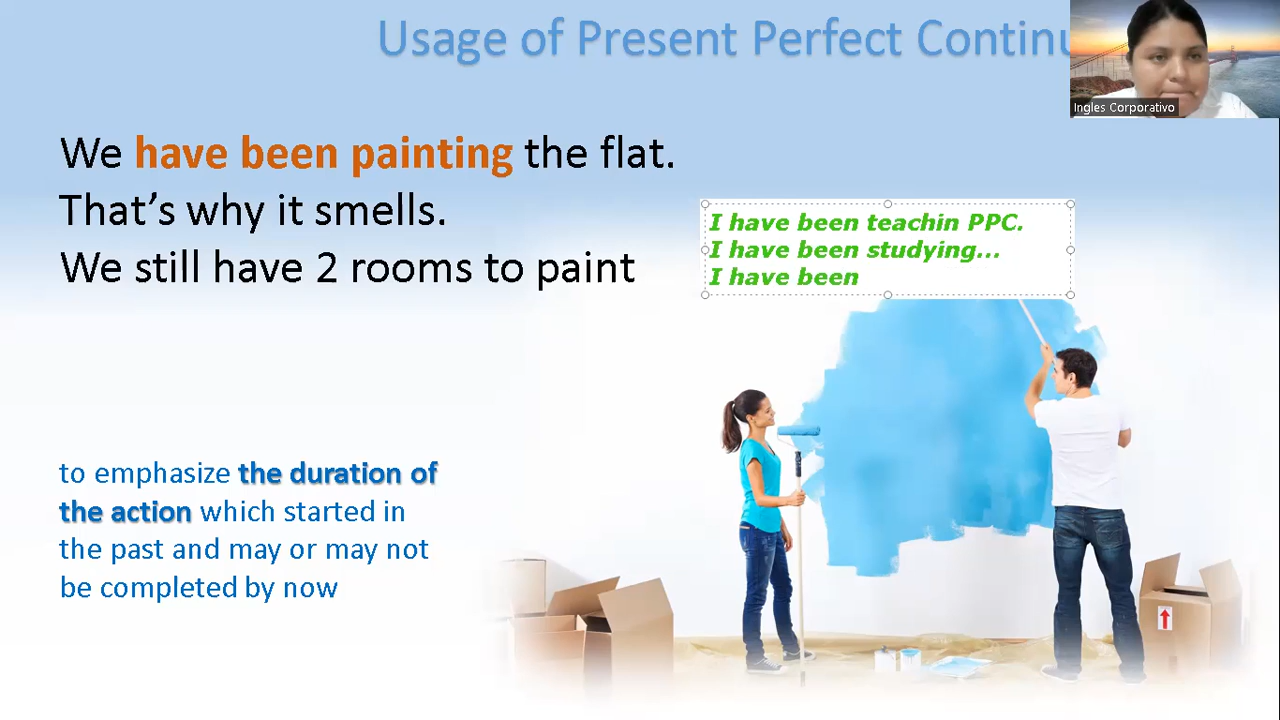 Usage of Present Perfect Continu
Ingles Corporativo
We have been painting the flat.
That's why it smells.
We still have 2 rooms to paint
I have been teachin PPC.
I have been studying...
I have been
to emphasize the duration of
the action which started in
the past and may or may not
be completed by now